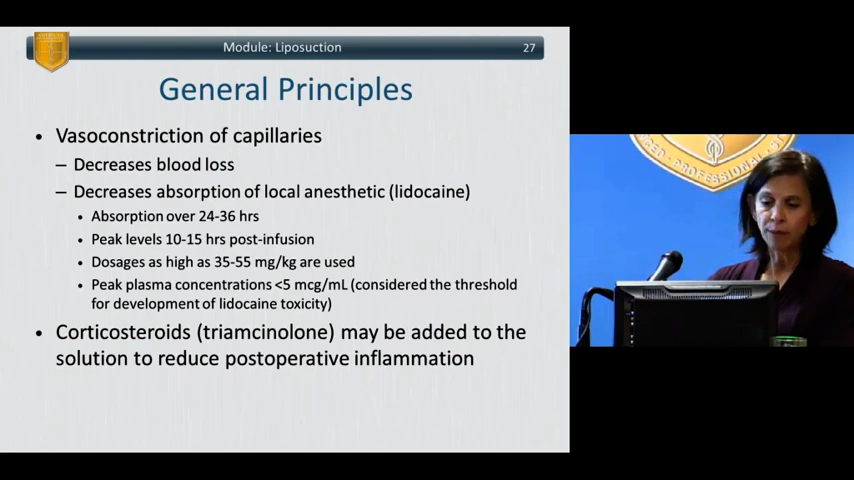 Module: Liposuction
27
General Principles
• Vasoconstriction of capillaries
– Decreases blood loss
– Decreases absorption of local anesthetic (lidocaine)
• Absorption over 24-36 hrs
• Peak levels 10-15 hrs post-infusion
• Dosages as high as 35-55 mg/kg are used
• Peak plasma concentrations <5 mcg/mL (considered the threshold
for development of lidocaine toxicity)
• Corticosteroids (triamcinolone) may be added to the
solution to reduce postoperative inflammation
PROFESSIONAL